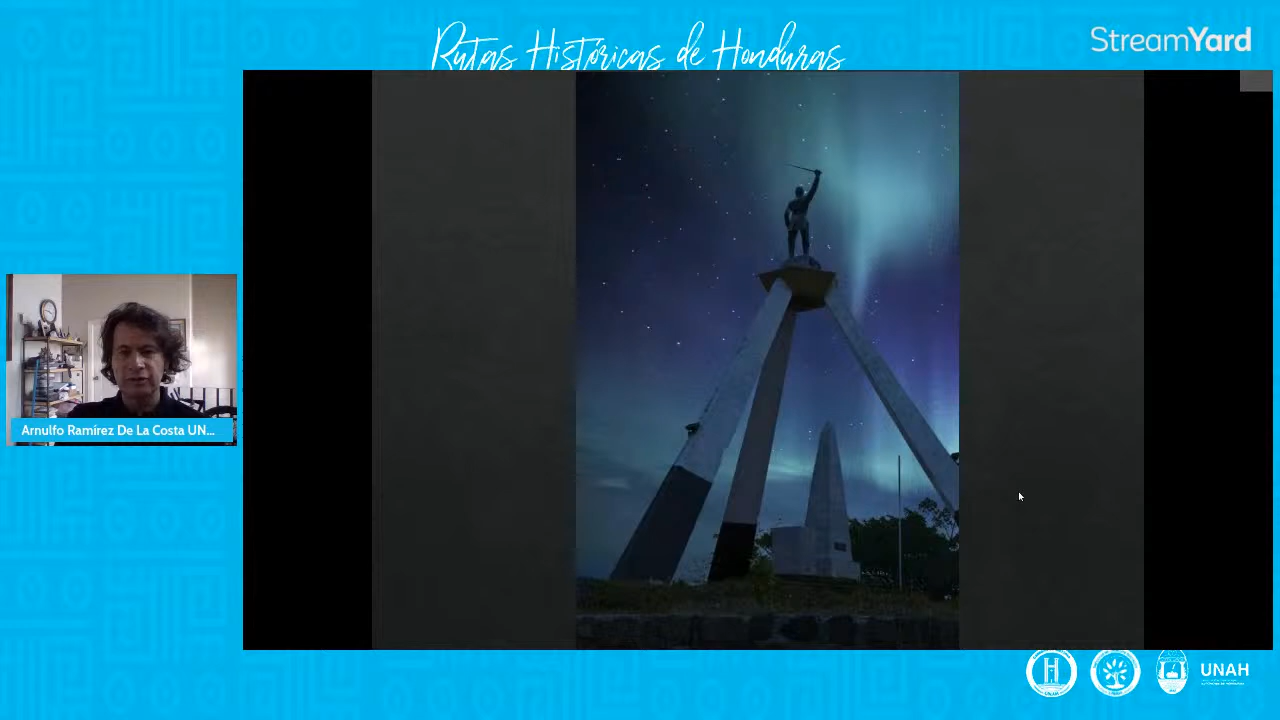 Rutas Históricas de Honduras
StreamYard
Arnulfo Ramírez De La Costa UN...
UNAH